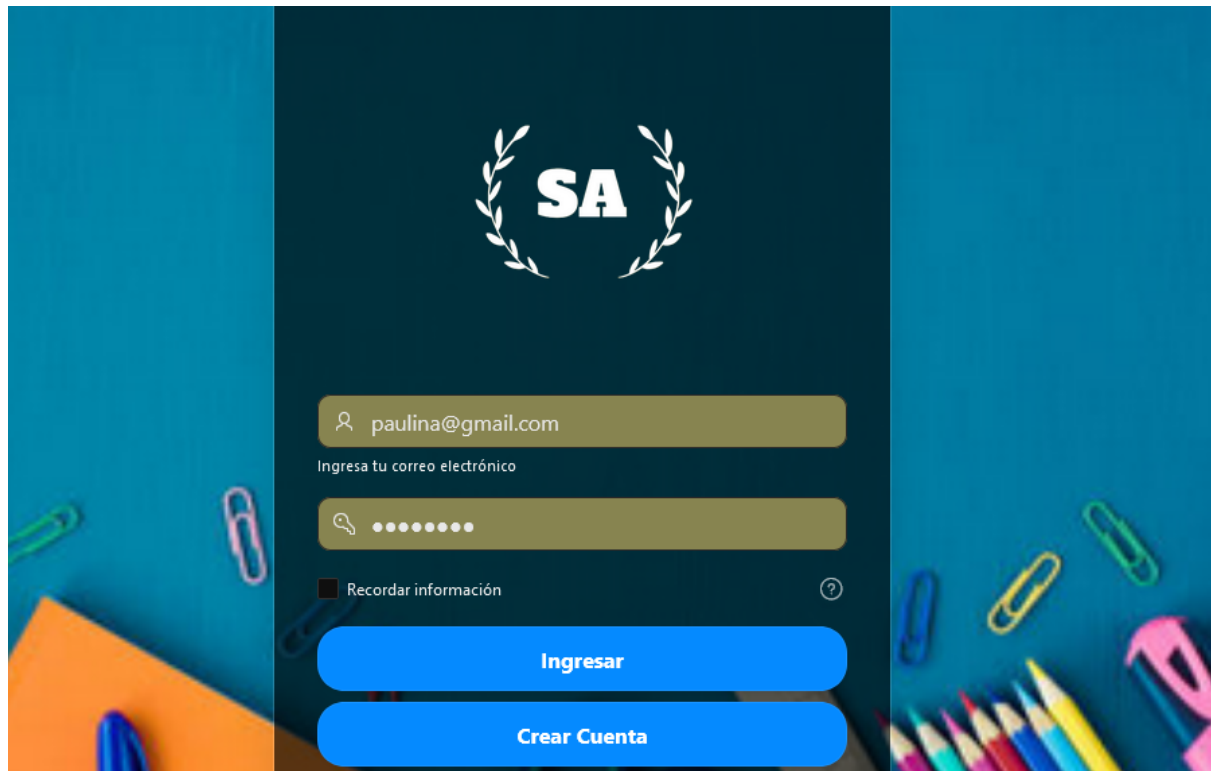 SA
paulina@gmail.com
Ingresa tu correo electrónico
●●●●●●●●
Recordar información
?
Ingresar
Crear Cuenta